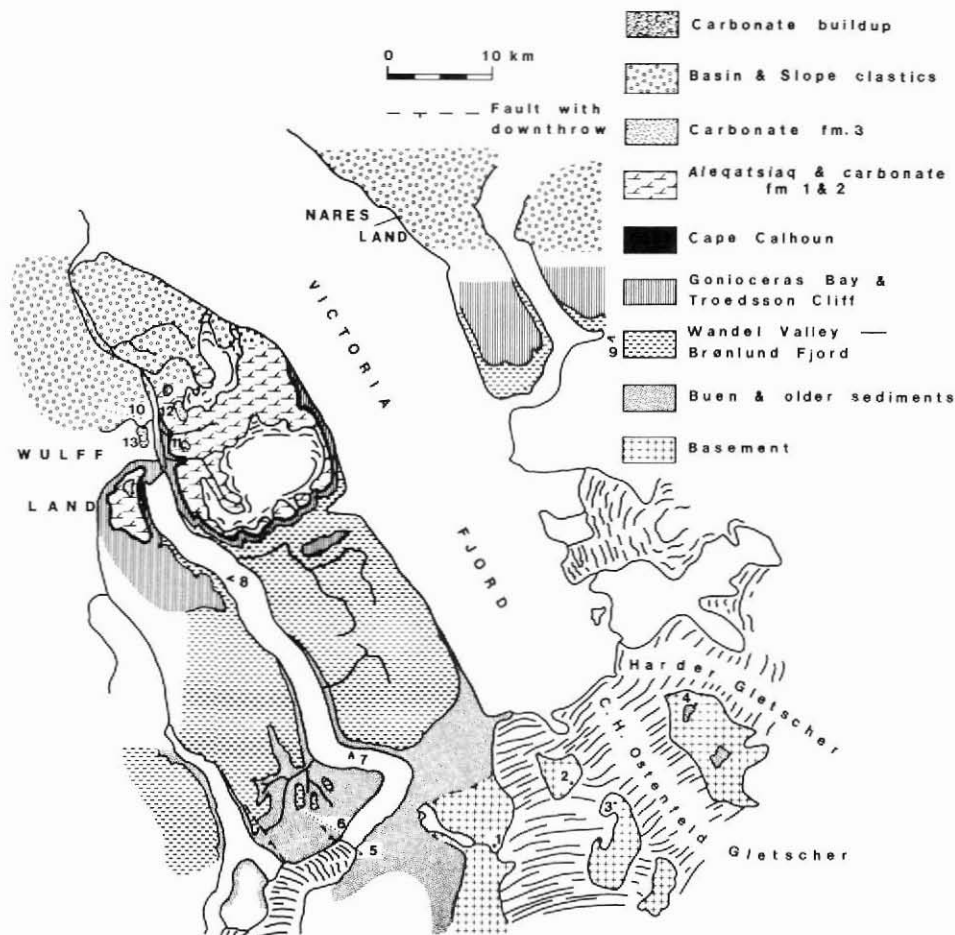 0 10 km
Fault with
downthrow
Carbonate buildup
Basin & Slope clastics
Carbonate fm.3
Aleqatsiaq & carbonate
fm 1&2
Cape Calhoun
Gonioceras Bay &
Troedsson Cliff
Wandel Valley —
Brønlund Fjord
Buen & older sediments
Basement
NARES
LAND
VICTORIA
FJORD
WULFF
LAND
9
10
12
13
11
8
Harder Gletscher
C.H. Ostenfeld
Gletscher
4
7
2
3
6
1
5